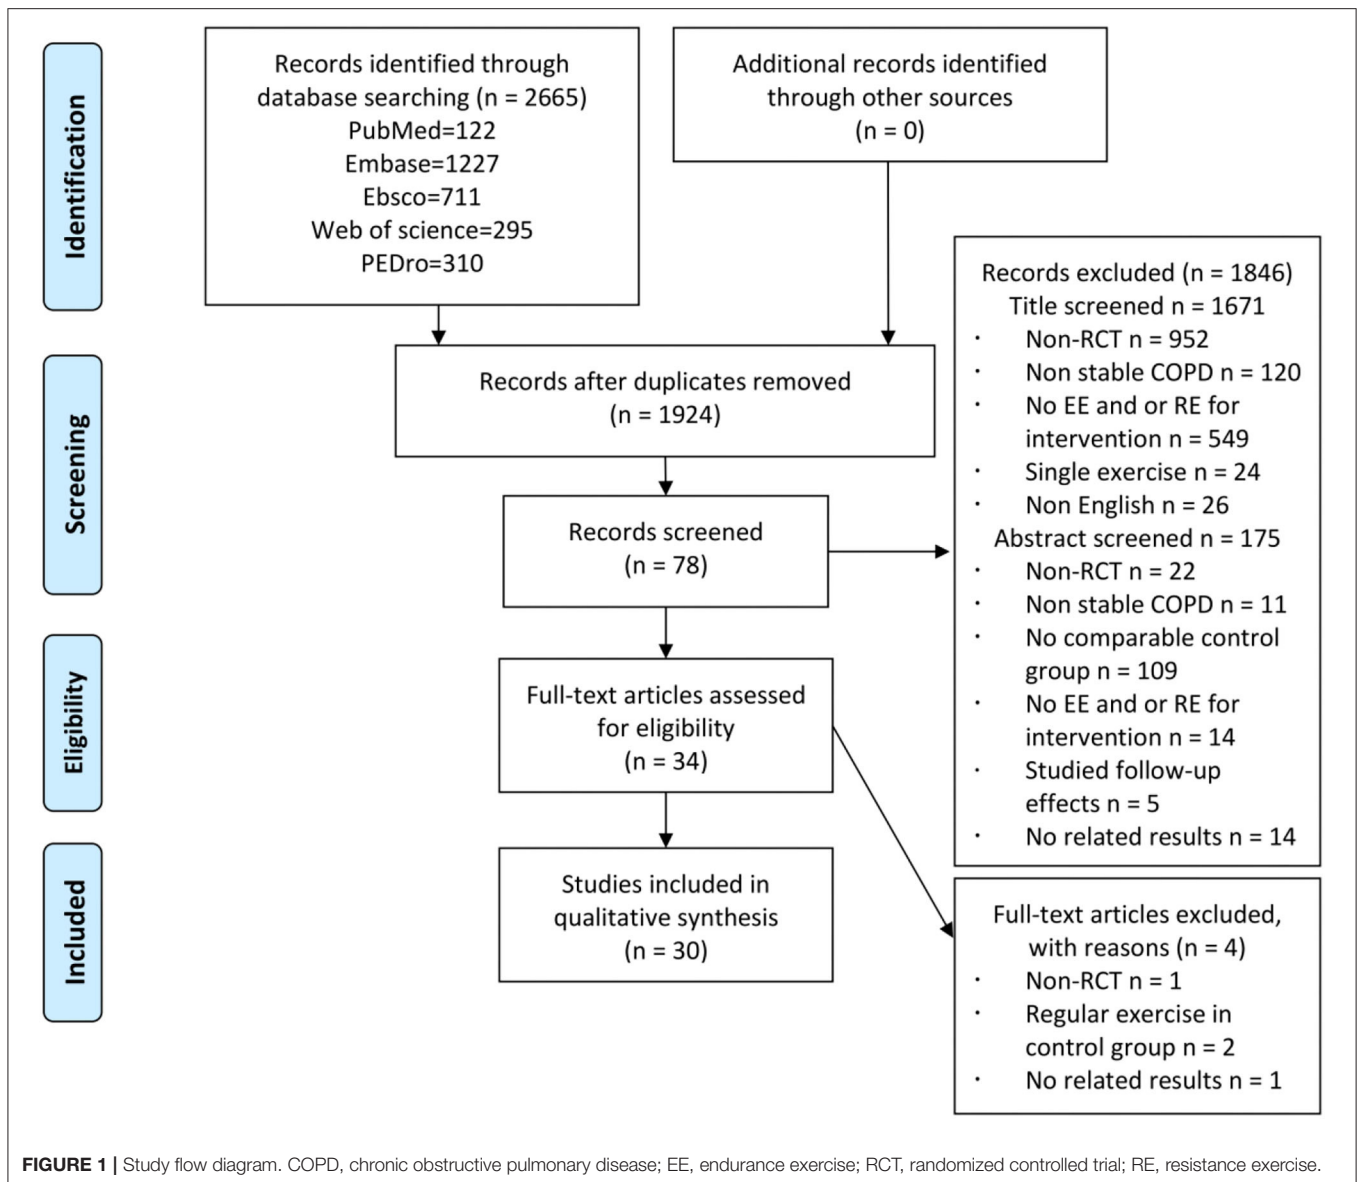 Identification
Records identified through
database searching (n = 2665)
PubMed=122
Embase=1227
Ebsco=711
Web of science=295
PEDro=310
Additional records identified
through other sources
(n = 0)
Screening
Records after duplicates removed
(n = 1924)
Records screened
(n = 78)
Records excluded (n = 1846)
Title screened n = 1671
· Non-RCT n = 952
· Non stable COPD n = 120
· No EE and or RE for
intervention n = 549
· Single exercise n = 24
· Non English n = 26
Abstract screened n = 175
· Non-RCT n = 22
· Non stable COPD n = 11
· No comparable control
group n = 109
· No EE and or RE for
intervention n = 14
· Studied follow-up
effects n = 5
· No related results n = 14
Eligibility
Full-text articles assessed
for eligibility
(n = 34)
Full-text articles excluded,
with reasons (n = 4)
· Non-RCT n = 1
· Regular exercise in
control group n = 2
· No related results n = 1
Included
Studies included in
qualitative synthesis
(n = 30)
FIGURE 1 | Study flow diagram. COPD, chronic obstructive pulmonary disease; EE, endurance exercise; RCT, randomized controlled trial; RE, resistance exercise.